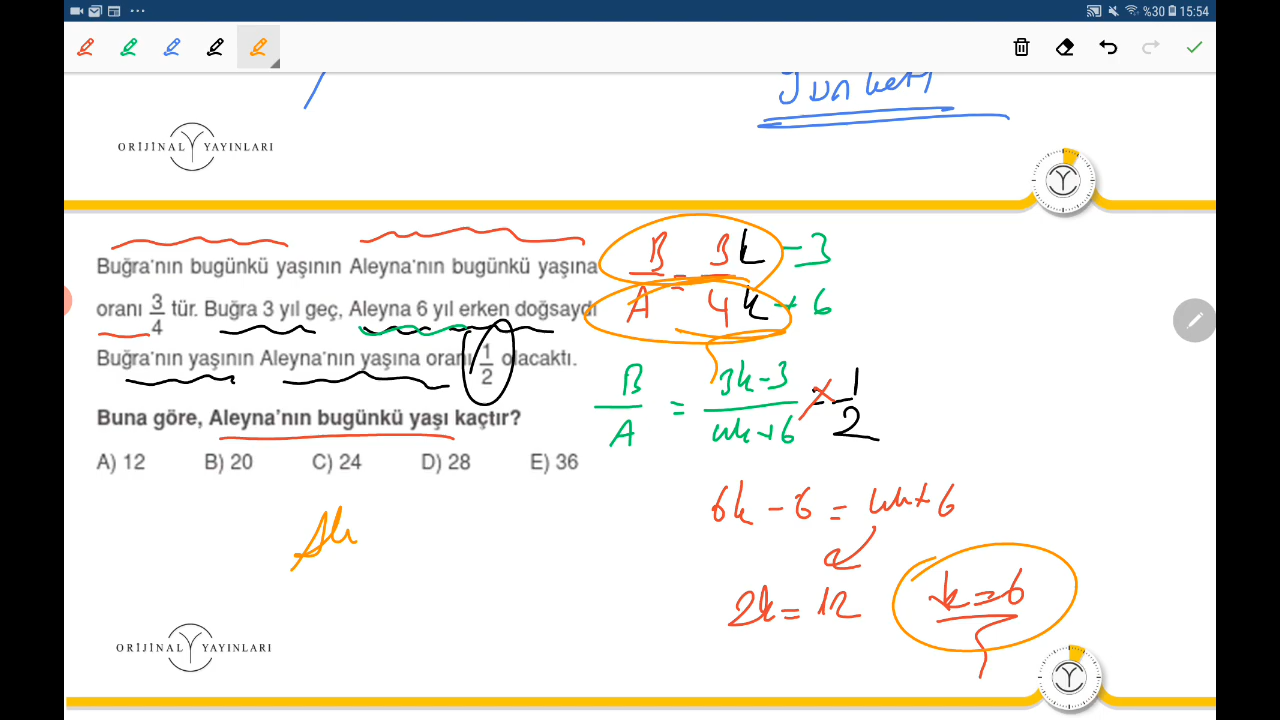 %30 15:54
Gün
ORİJİNAL YAYINLARI
Buğra'nın bugünkü yaşının Aleyna'nın bugünkü yaşına
oranı 3/4 tür. Buğra 3 yıl geç, Aleyna 6 yıl erken doğsaydı
Buğra'nın yaşının Aleyna'nın yaşına oranı 1/2 olacaktı.
Buna göre, Aleyna'nın bugünkü yaşı kaçtır?
A) 12 B) 20 C) 24 D) 28 E) 36
B/A = 3k/4k - 3 + 6
B/A = 3k-3/4k+6 = 1/2
6k - 6 = 4k+6
2k = 12 k=6
ORİJİNAL YAYINLARI